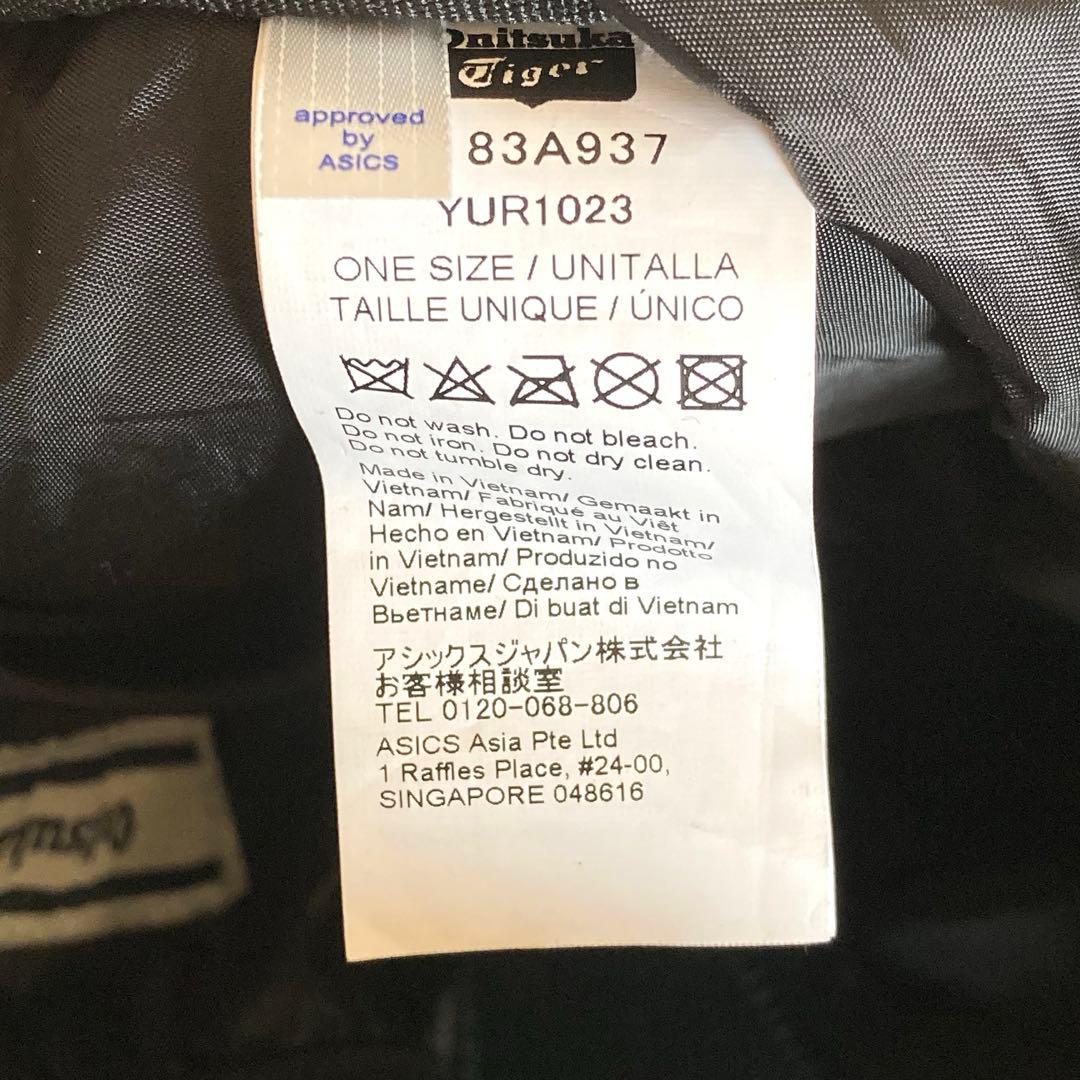 Onitsuka
Tiger
approved
by
ASICS
83A937
YUR1023
ONE SIZE / UNITALLA
TAILLE UNIQUE / ÚNICO
Do not wash. Do not bleach.
Do not iron. Do not dry clean.
Do not tumble dry.
Made in Vietnam/ Gemaakt in
Vietnam/ Fabriqué au Viêt
Nam/ Hergestellt in Vietnam/
Hecho en Vietnam/ Prodotto
in Vietnam/ Produzido no
Vietname/ Сделано в
Вьетнаме/ Di buat di Vietnam
アシックスジャパン株式会社
お客様相談室
TEL 0120-068-806
ASICS Asia Pte Ltd
1 Raffles Place, #24-00,
SINGAPORE 048616